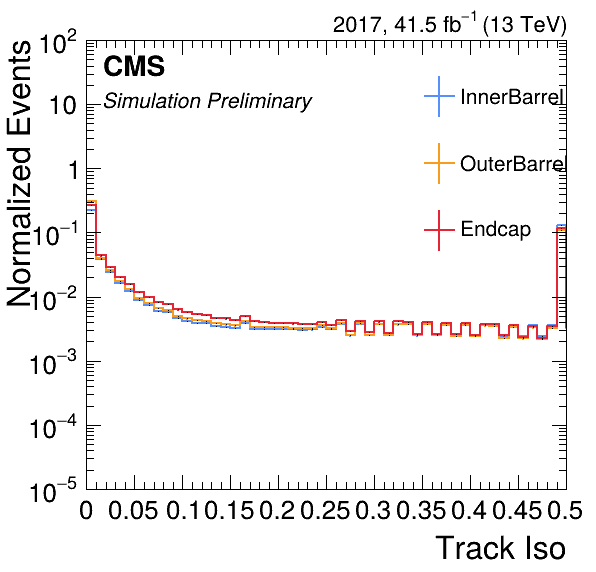 2017, 41.5 fb⁻¹ (13 TeV)
CMS
Simulation Preliminary
InnerBarrel
OuterBarrel
Endcap
Normalized Events
10²
10
1
10⁻¹
10⁻²
10⁻³
10⁻⁴
10⁻⁵
0 0.05 0.1 0.15 0.2 0.25 0.3 0.35 0.4 0.45 0.5
Track Iso